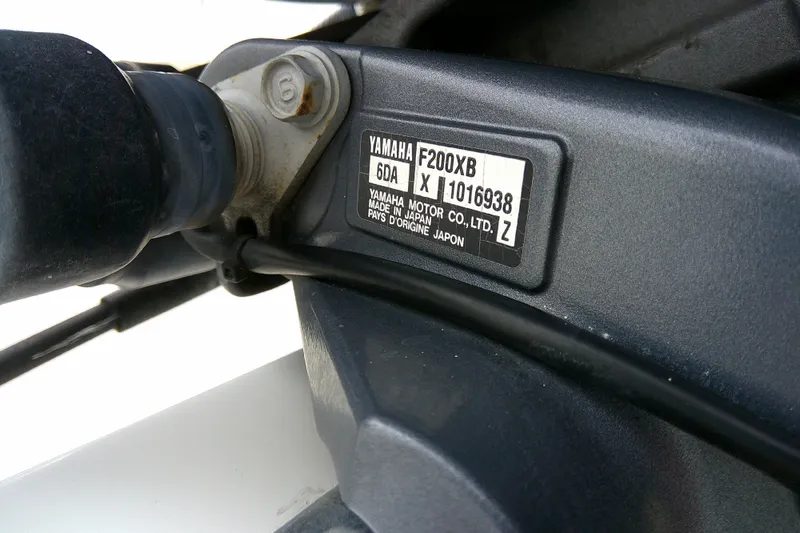 6
YAMAHA F200XB
6DA X 1016938
YAMAHA MOTOR CO., LTD. Z
MADE IN JAPAN
PAYS D'ORIGINE JAPON